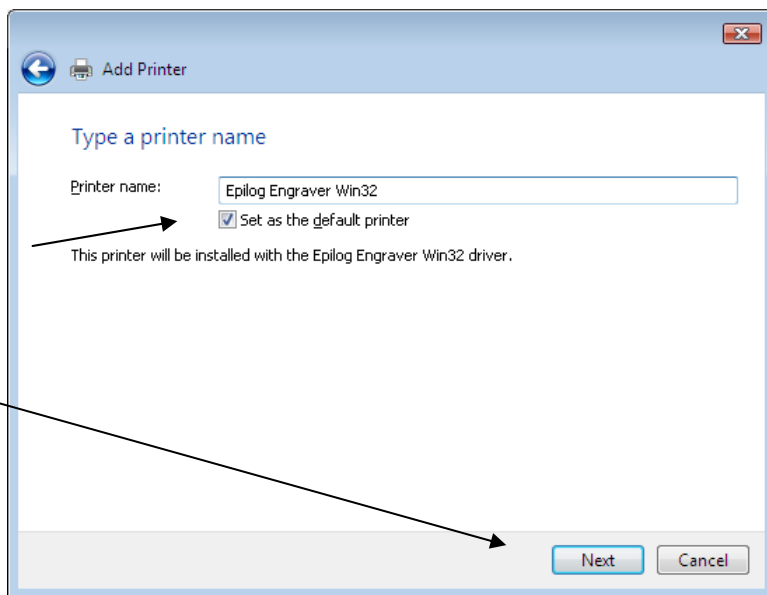 Add Printer
Type a printer name
Printer name: Epilog Engraver Win32
Set as the default printer
This printer will be installed with the Epilog Engraver Win32 driver.
Next Cancel